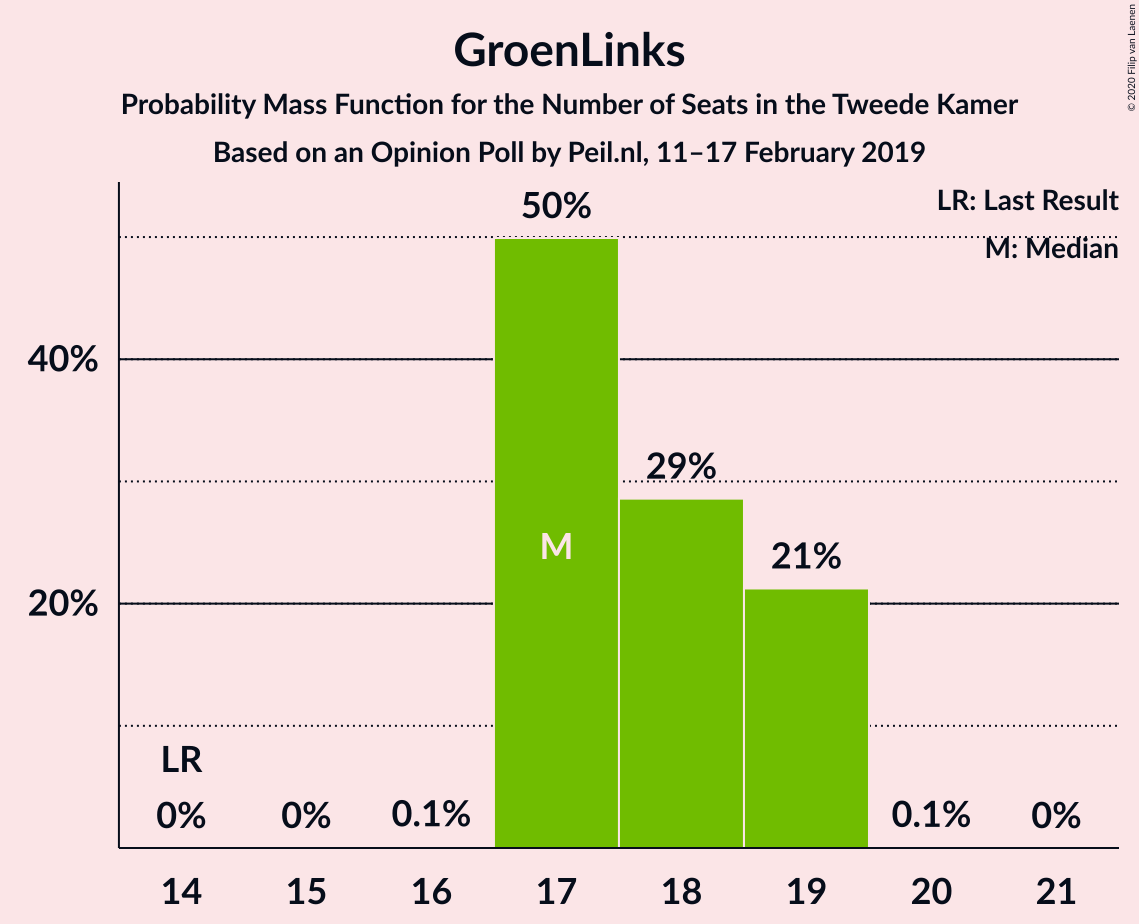 GroenLinks
Probability Mass Function for the Number of Seats in the Tweede Kamer
Based on an Opinion Poll by Peil.nl, 11–17 February 2019
© 2020 Filip van Laenen
LR: Last Result
M: Median
50%
40%
29%
M
21%
20%
LR
0%
0%
0.1%
0.1%
0%
14
15
16
17
18
19
20
21